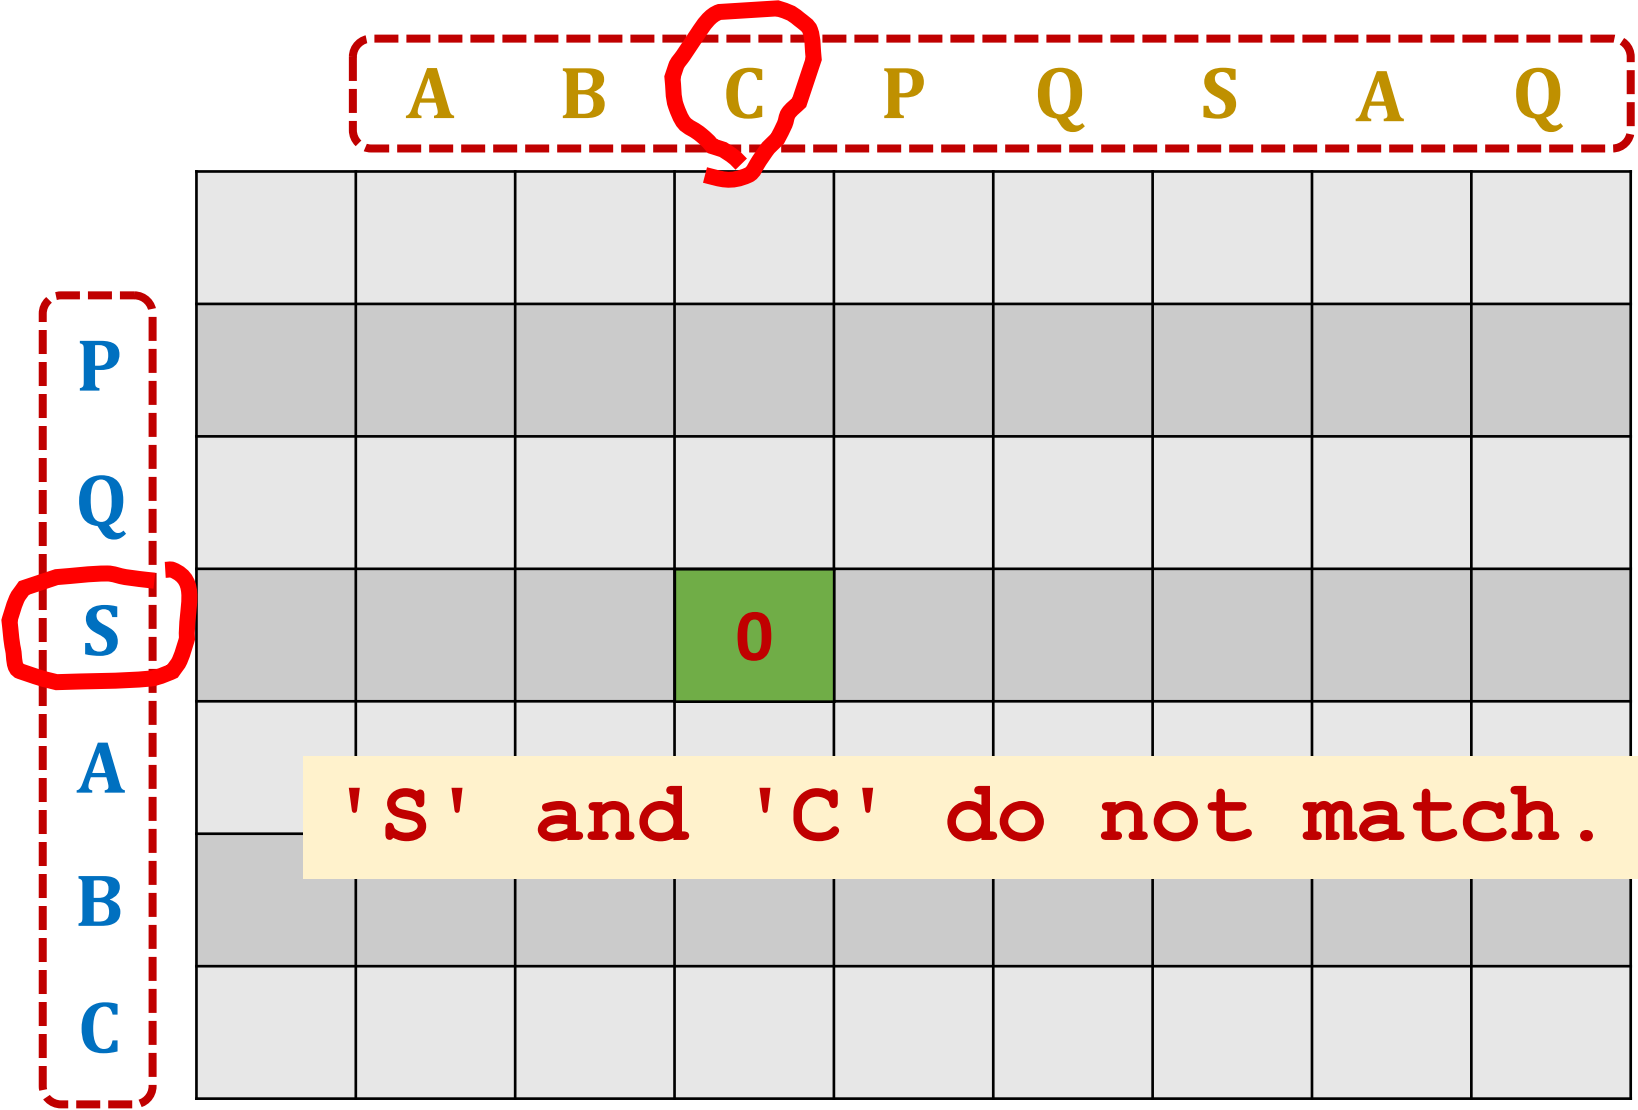 A B C P Q S A Q
P
Q
S
0
A
'S' and 'C' do not match.
B
C